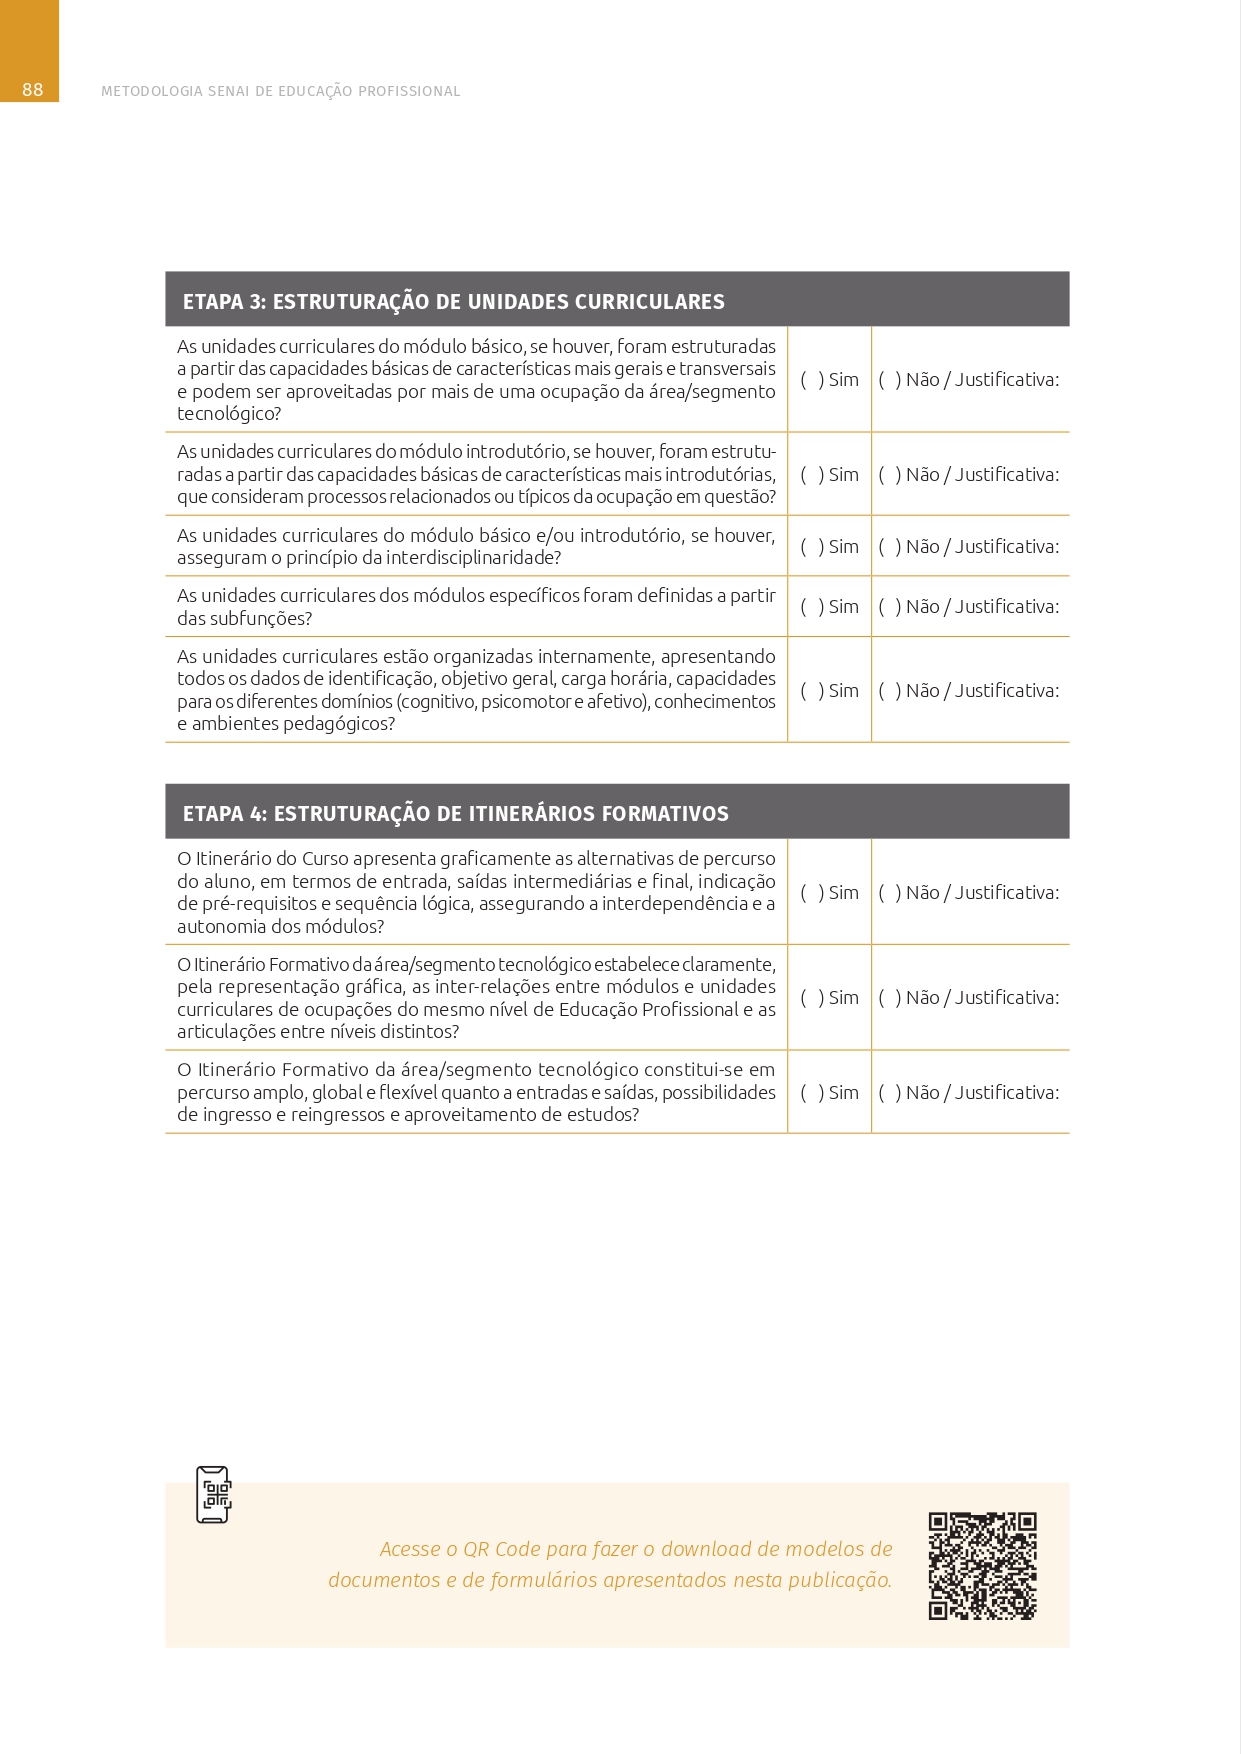 88
METODOLOGIA SENAI DE EDUCAÇÃO PROFISSIONAL
ETAPA 3: ESTRUTURAÇÃO DE UNIDADES CURRICULARES
As unidades curriculares do módulo básico, se houver, foram estruturadas
a partir das capacidades básicas de características mais gerais e transversais
e podem ser aproveitadas por mais de uma ocupação da área/segmento
tecnológico?
(  ) Sim
(  ) Não / Justificativa:
As unidades curriculares do módulo introdutório, se houver, foram estrutu-
radas a partir das capacidades básicas de características mais introdutórias,
que consideram processos relacionados ou típicos da ocupação em questão?
(  ) Sim
(  ) Não / Justificativa:
As unidades curriculares do módulo básico e/ou introdutório, se houver,
asseguram o princípio da interdisciplinaridade?
(  ) Sim
(  ) Não / Justificativa:
As unidades curriculares dos módulos específicos foram definidas a partir
das subfunções?
(  ) Sim
(  ) Não / Justificativa:
As unidades curriculares estão organizadas internamente, apresentando
todos os dados de identificação, objetivo geral, carga horária, capacidades
para os diferentes domínios (cognitivo, psicomotor e afetivo), conhecimentos
e ambientes pedagógicos?
(  ) Sim
(  ) Não / Justificativa:
ETAPA 4: ESTRUTURAÇÃO DE ITINERÁRIOS FORMATIVOS
O Itinerário do Curso apresenta graficamente as alternativas de percurso
do aluno, em termos de entrada, saídas intermediárias e final, indicação
de pré-requisitos e sequência lógica, assegurando a interdependência e a
autonomia dos módulos?
(  ) Sim
(  ) Não / Justificativa:
O Itinerário Formativo da área/segmento tecnológico estabelece claramente,
pela representação gráfica, as inter-relações entre módulos e unidades
curriculares de ocupações do mesmo nível de Educação Profissional e as
articulações entre níveis distintos?
(  ) Sim
(  ) Não / Justificativa:
O Itinerário Formativo da área/segmento tecnológico constitui-se em
percurso amplo, global e flexível quanto a entradas e saídas, possibilidades
de ingresso e reingressos e aproveitamento de estudos?
(  ) Sim
(  ) Não / Justificativa:
Acesse o QR Code para fazer o download de modelos de
documentos e de formulários apresentados nesta publicação.